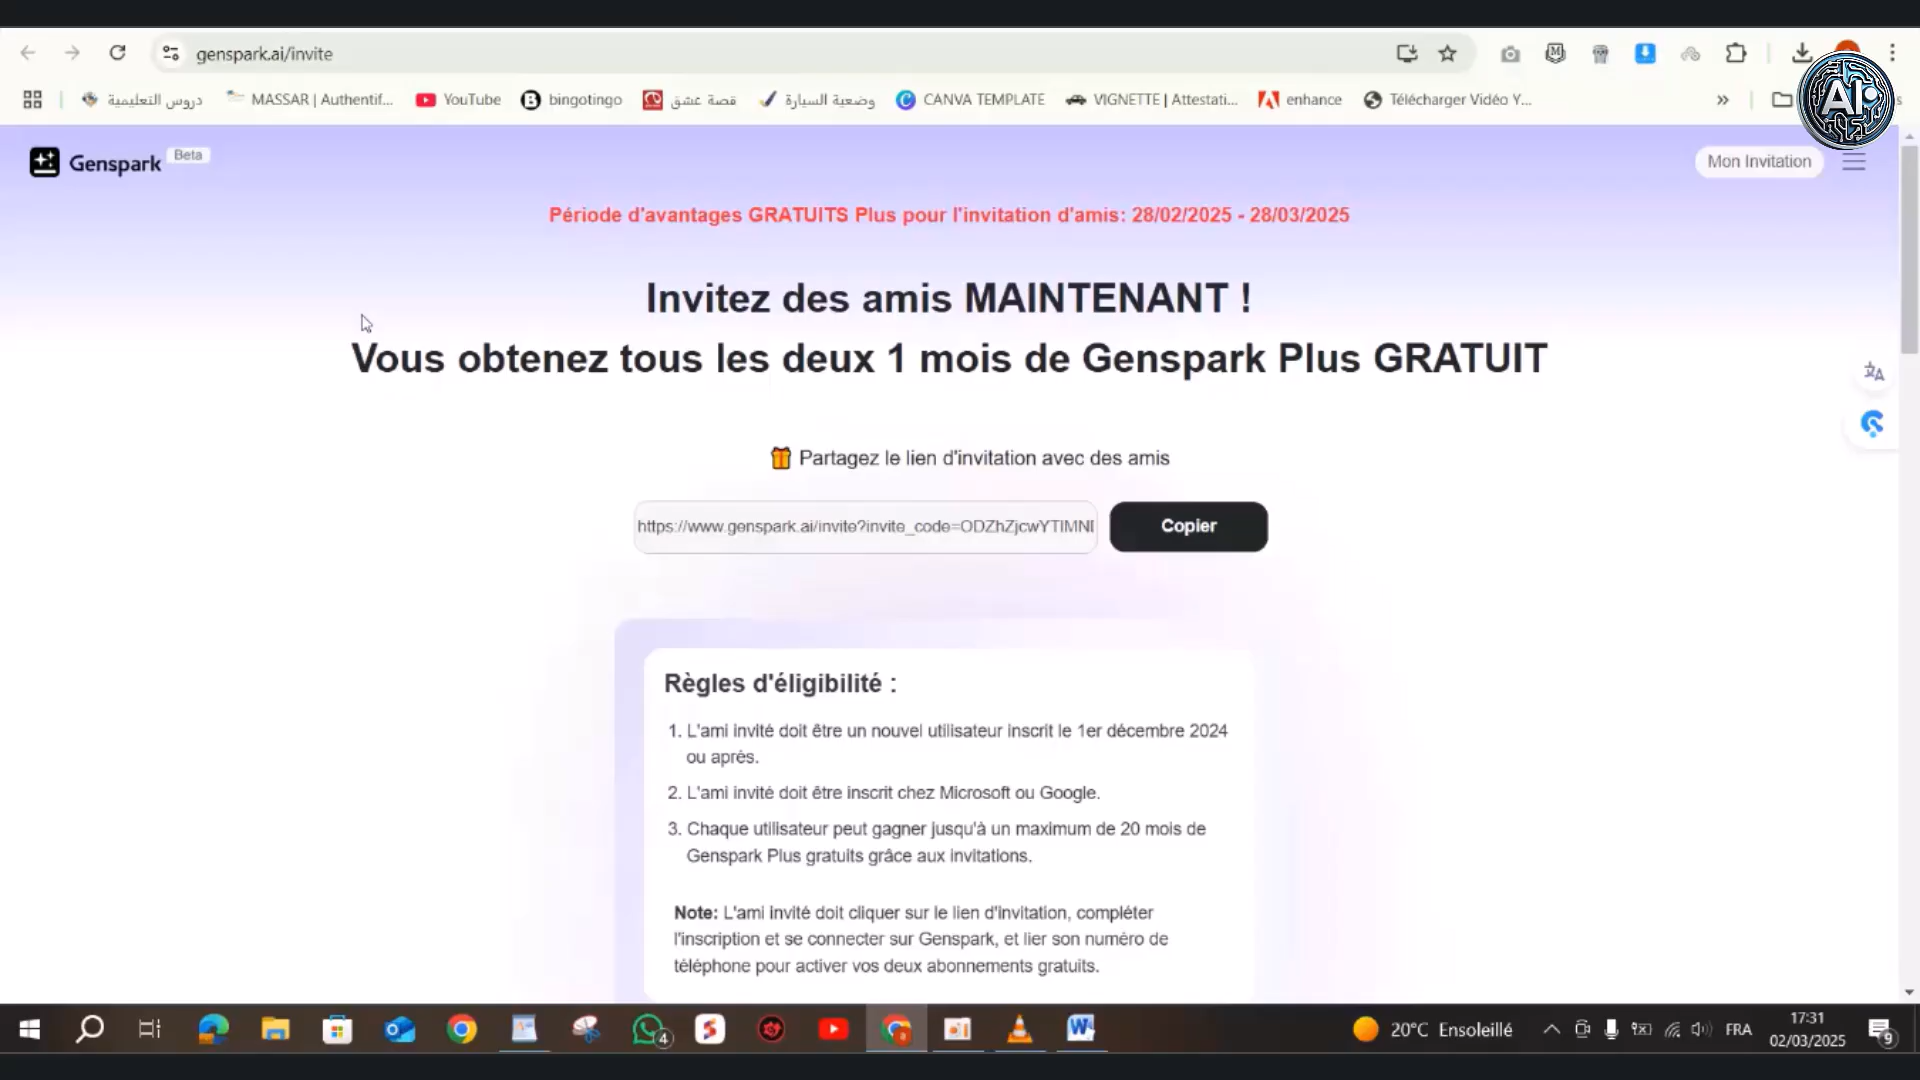 genspark.ai/invite
دروس التعليمية
MASSAR | Authentif...
YouTube
bingotingo
قصة عشق
وضعية السيارة
CANVA TEMPLATE
VIGNETTE | Attestati...
enhance
Télécharger Vidéo Y...
AI
Genspark
Beta
Mon Invitation
Période d'avantages GRATUITS Plus pour l'invitation d'amis: 28/02/2025 - 28/03/2025
Invitez des amis MAINTENANT !
Vous obtenez tous les deux 1 mois de Genspark Plus GRATUIT
Partagez le lien d'invitation avec des amis
https://www.genspark.ai/invite?invite_code=ODZhZjcwYTItMNI
Copier
Règles d'éligibilité :
1. L'ami invité doit être un nouvel utilisateur inscrit le 1er décembre 2024
ou après.
2. L'ami invité doit être inscrit chez Microsoft ou Google.
3. Chaque utilisateur peut gagner jusqu'à un maximum de 20 mois de
Genspark Plus gratuits grâce aux invitations.
Note: L'ami invité doit cliquer sur le lien d'invitation, compléter
l'inscription et se connecter sur Genspark, et lier son numéro de
téléphone pour activer vos deux abonnements gratuits.
4
20°C Ensoleillé
FRA
17:31
02/03/2025
9